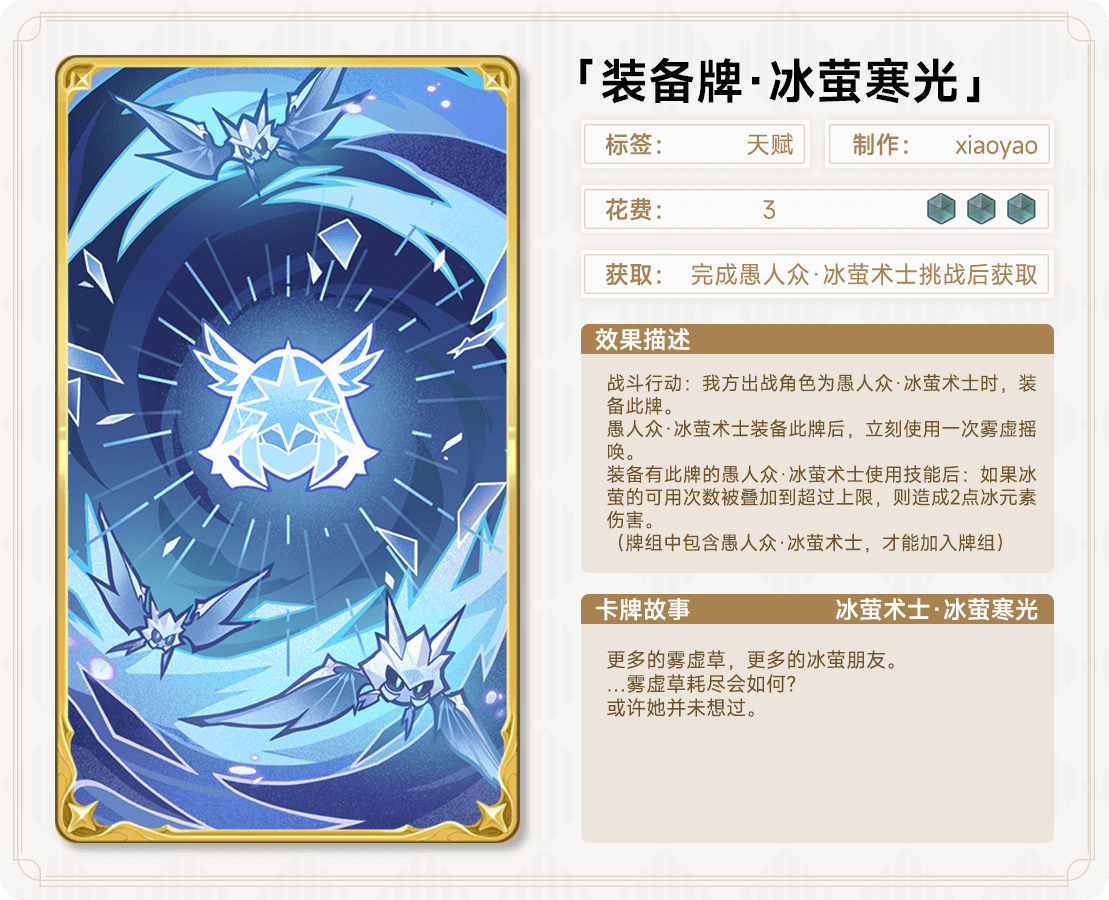 「装备牌·冰萤寒光」
标签： 天赋 制作： xiaoyao
花费： 3
获取： 完成愚人众·冰萤术士挑战后获取
效果描述
战斗行动：我方出战角色为愚人众·冰萤术士时，装
备此牌。
愚人众·冰萤术士装备此牌后，立刻使用一次雾虚摇
唤。
装备有此牌的愚人众·冰萤术士使用技能后：如果冰
萤的可用次数被叠加到超过上限，则造成2点冰元素
伤害。
（牌组中包含愚人众·冰萤术士，才能加入牌组）
卡牌故事 冰萤术士·冰萤寒光
更多的雾虚草，更多的冰萤朋友。
...雾虚草耗尽会如何？
或许她并未想过。